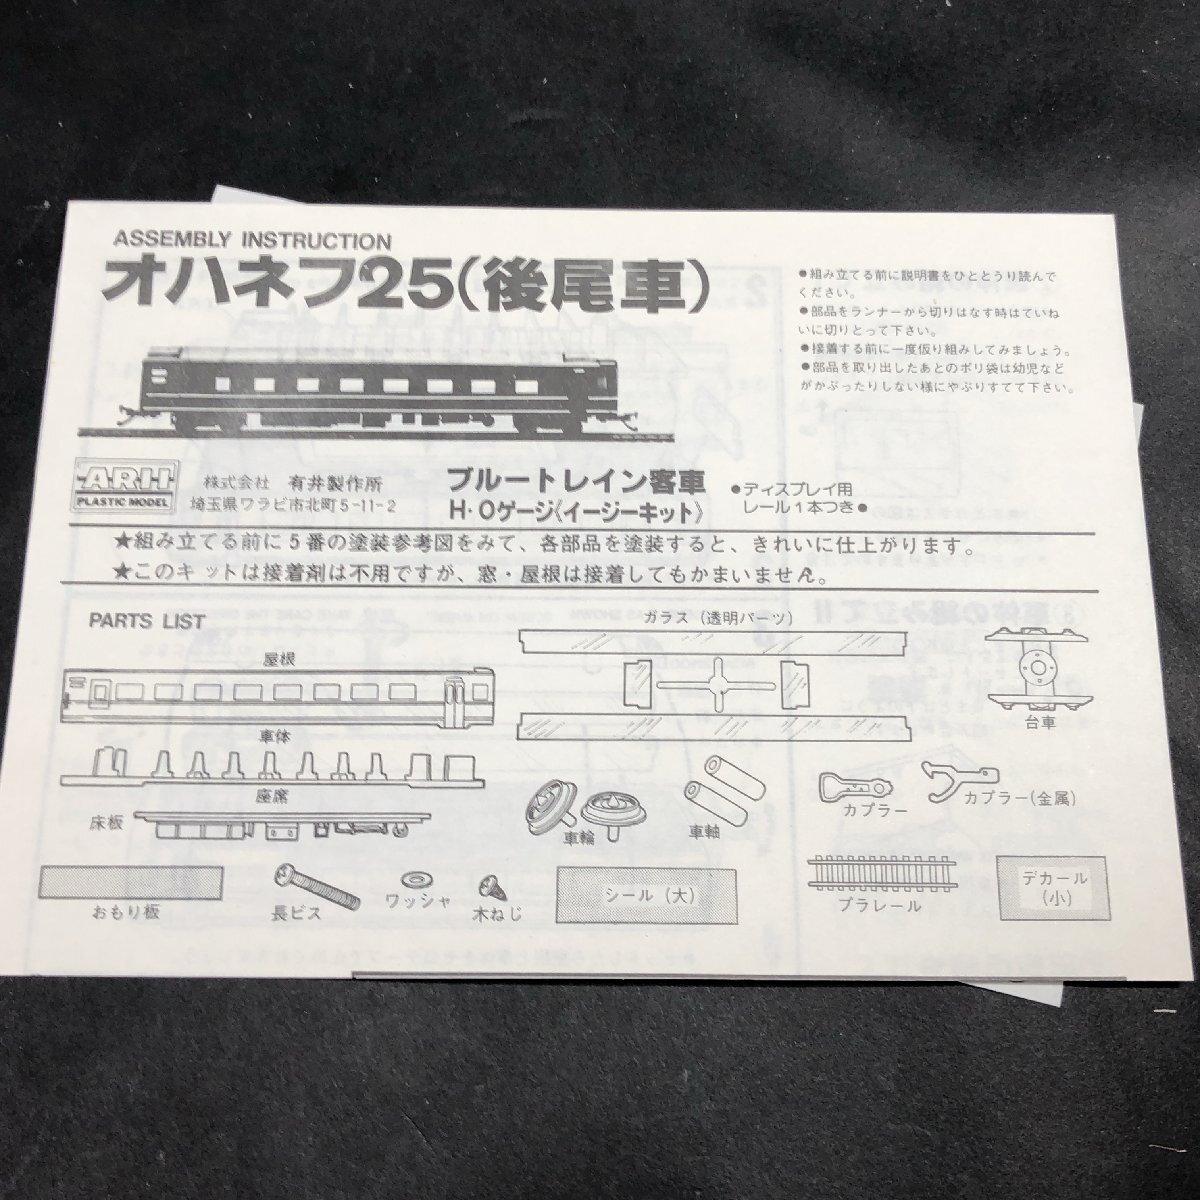 ASSEMBLY INSTRUCTION
オハネフ25(後尾車)
●組み立てる前に説明書をひととうり読んで
ください。
●部品をランナーから切りはなす時はていね
いに切りとって下さい。
●接着する前に一度仮り組みしてみましょう。
●部品を取り出したあとのポリ袋は幼児など
がかぶったりしない様にやぶりすてて下さい。
ARII
PLASTIC MODEL
株式会社 有井製作所
埼玉県ワラビ市北町5-11-2
ブルートレイン客車
H・Oゲージ《イージーキット》
●ディスプレイ用
レール1本つき●
★組み立てる前に5番の塗装参考図をみて、各部品を塗装すると、きれいに仕上がります。
★このキットは接着剤は不用ですが、窓・屋根は接着してもかまいません。
PARTS LIST
ガラス(透明パーツ)
屋根
車体
台車
座席
床板
車輪
車軸
カプラー
カプラー(金属)
おもり板
長ビス
ワッシャ
木ねじ
シール(大)
プラレール
デカール
(小)